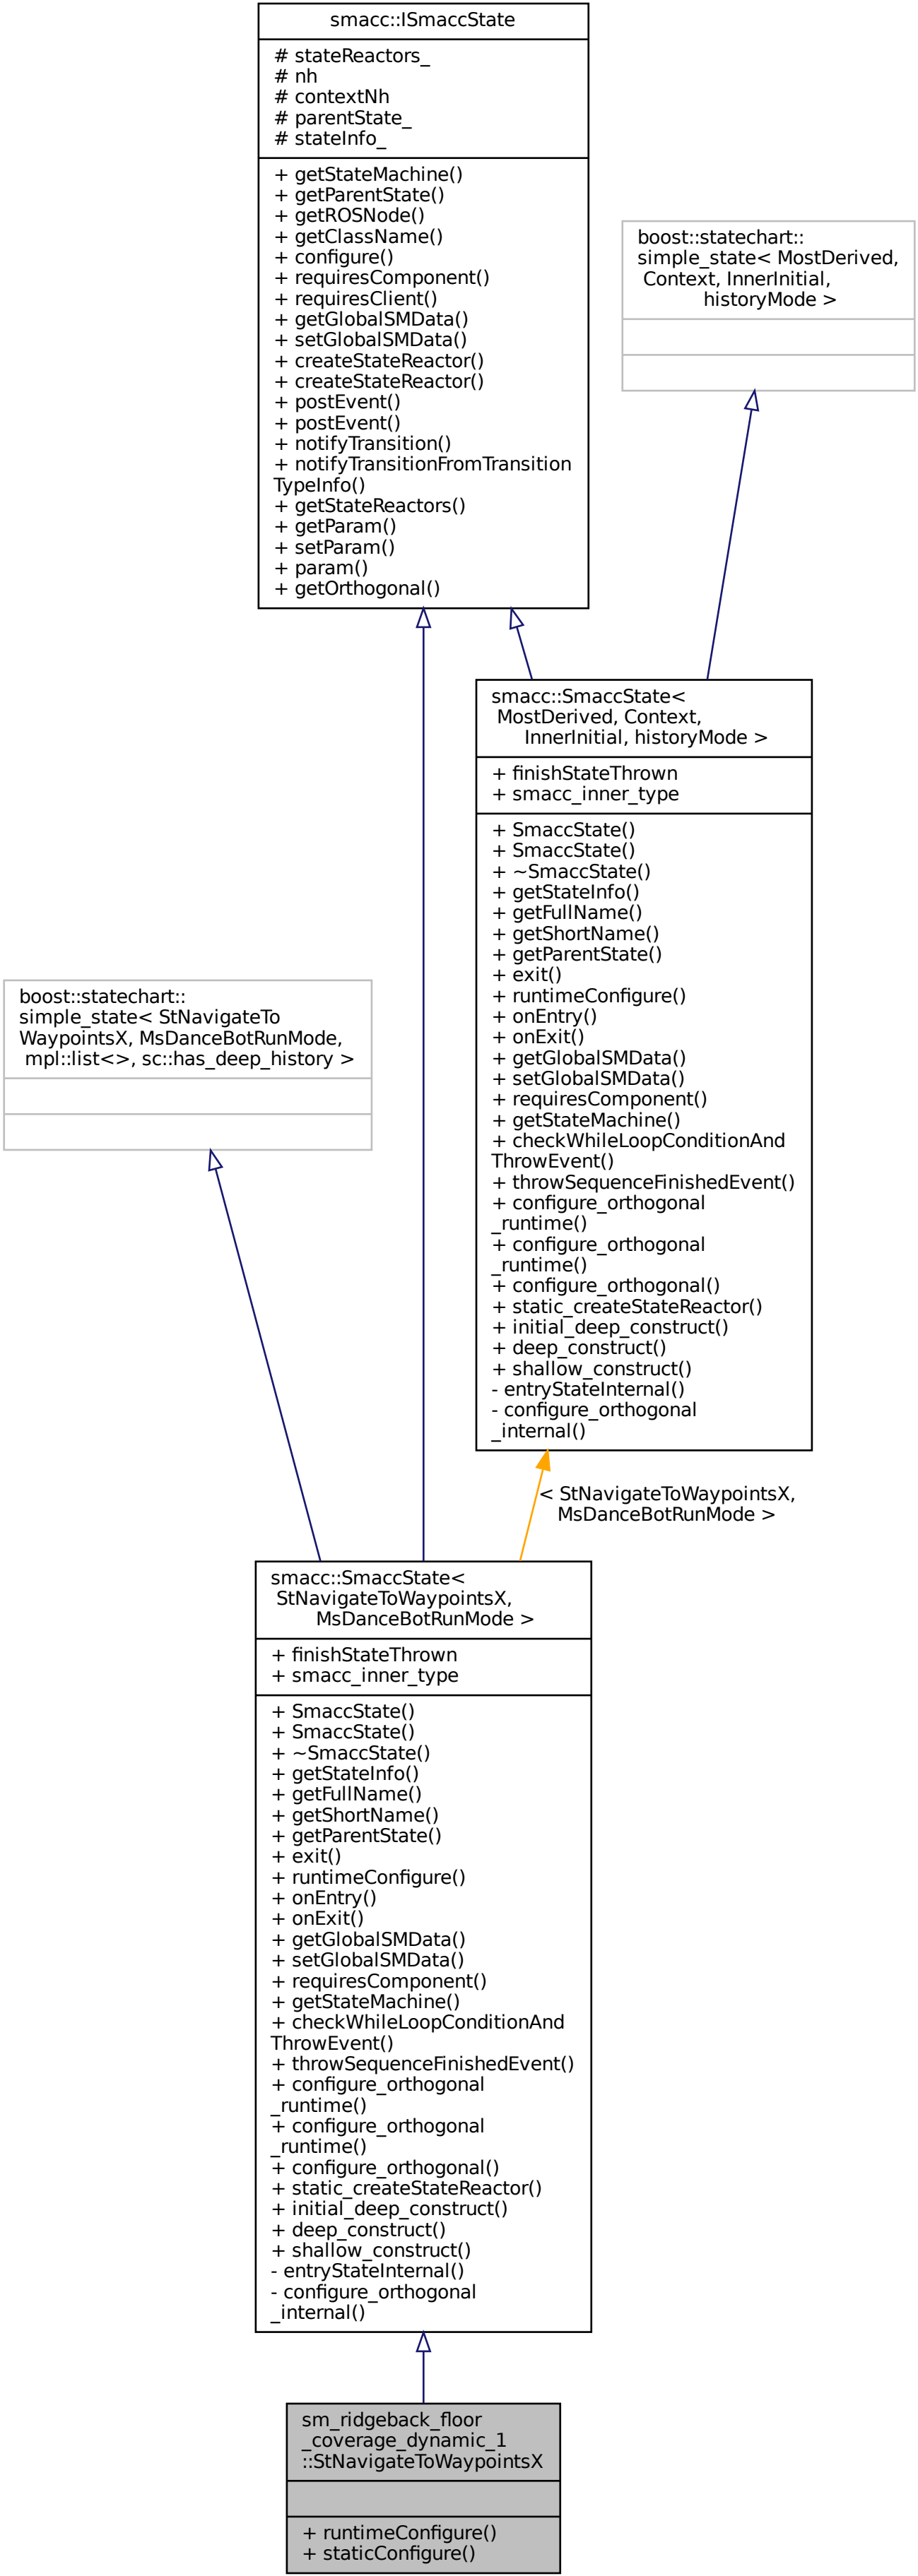 smacc::ISmaccState
# stateReactors_
# nh
# contextNh
# parentState_
# stateInfo_
+ getStateMachine()
+ getParentState()
+ getROSNode()
+ getClassName()
+ configure()
+ requiresComponent()
+ requiresClient()
+ getGlobalSMData()
+ setGlobalSMData()
+ createStateReactor()
+ createStateReactor()
+ postEvent()
+ postEvent()
+ notifyTransition()
+ notifyTransitionFromTransition
TypeInfo()
+ getStateReactors()
+ getParam()
+ setParam()
+ param()
+ getOrthogonal()
boost::statechart::
simple_state< MostDerived,
Context, InnerInitial,
historyMode >
smacc::SmaccState<
MostDerived, Context,
InnerInitial, historyMode >
+ finishStateThrown
+ smacc_inner_type
+ SmaccState()
+ SmaccState()
+ ~SmaccState()
+ getStateInfo()
+ getFullName()
+ getShortName()
+ getParentState()
+ exit()
+ runtimeConfigure()
+ onEntry()
+ onExit()
+ getGlobalSMData()
+ setGlobalSMData()
+ requiresComponent()
+ getStateMachine()
+ checkWhileLoopConditionAnd
ThrowEvent()
+ throwSequenceFinishedEvent()
+ configure_orthogonal
_runtime()
+ configure_orthogonal
_runtime()
+ configure_orthogonal()
+ static_createStateReactor()
+ initial_deep_construct()
+ deep_construct()
+ shallow_construct()
- entryStateInternal()
- configure_orthogonal
_internal()
boost::statechart::
simple_state< StNavigateTo
WaypointsX, MsDanceBotRunMode,
mpl::list<>, sc::has_deep_history >
< StNavigateToWaypointsX,
MsDanceBotRunMode >
smacc::SmaccState<
StNavigateToWaypointsX,
MsDanceBotRunMode >
+ finishStateThrown
+ smacc_inner_type
+ SmaccState()
+ SmaccState()
+ ~SmaccState()
+ getStateInfo()
+ getFullName()
+ getShortName()
+ getParentState()
+ exit()
+ runtimeConfigure()
+ onEntry()
+ onExit()
+ getGlobalSMData()
+ setGlobalSMData()
+ requiresComponent()
+ getStateMachine()
+ checkWhileLoopConditionAnd
ThrowEvent()
+ throwSequenceFinishedEvent()
+ configure_orthogonal
_runtime()
+ configure_orthogonal
_runtime()
+ configure_orthogonal()
+ static_createStateReactor()
+ initial_deep_construct()
+ deep_construct()
+ shallow_construct()
- entryStateInternal()
- configure_orthogonal
_internal()
sm_ridgeback_floor
_coverage_dynamic_1
::StNavigateToWaypointsX
+ runtimeConfigure()
+ staticConfigure()